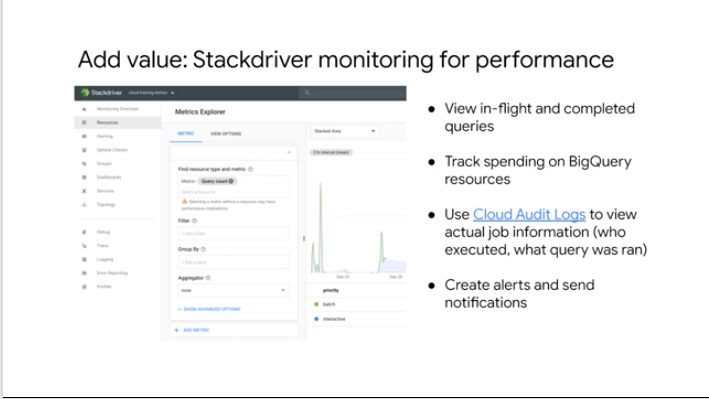 Add value: Stackdriver monitoring for performance
Stackdriver
cloud training demos
Monitoring Overview
Resources
Alerting
Uptime Checks
Groups
Dashboards
Services
Topology
Debug
Trace
Logging
Error Reporting
Profiler
Metrics Explorer
METRIC
VIEW OPTIONS
Find resource type and metric
Metric: Query count
Select a resource
Selecting a metric without a resource may have
performance implications.
Filter
+ Add a filter
Group By
+ Add a label
Aggregator
none
SHOW ADVANCED OPTIONS
+ ADD METRIC
Stacked Area
priority
batch
interactive
● View in-flight and completed
queries
● Track spending on BigQuery
resources
● Use Cloud Audit Logs to view
actual job information (who
executed, what query was ran)
● Create alerts and send
notifications